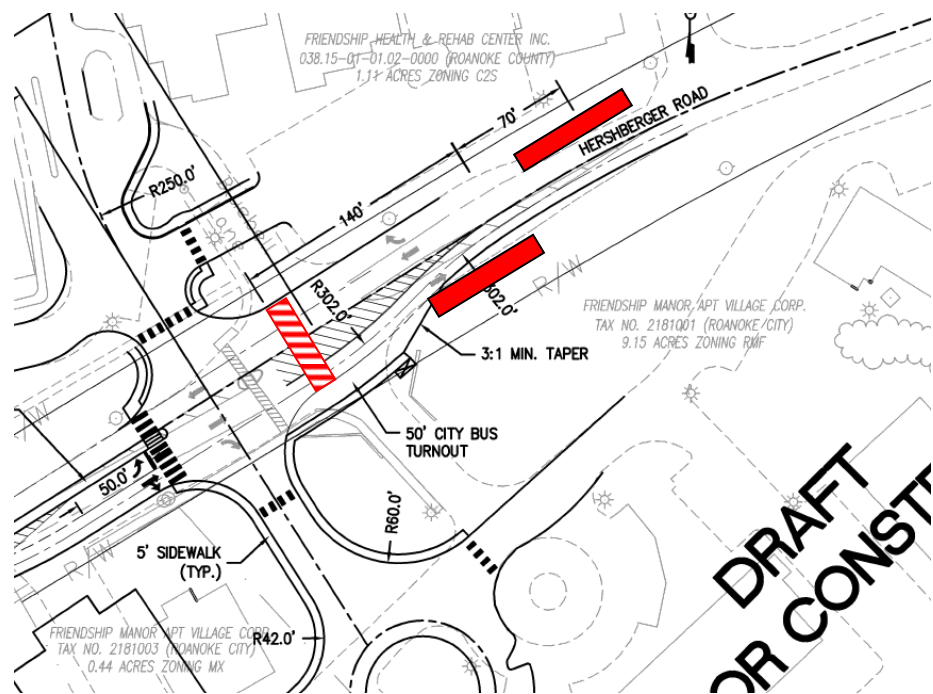 FRIENDSHIP HEALTH & REHAB CENTER INC.
038.15-01-01.02-0000 (ROANOKE COUNTY)
1.11 ACRES ZONING C2S
70'
HERSHBERGER ROAD
R250.0'
140'
R302.0'
302.0'
R/W
FRIENDSHIP MANOR APT VILLAGE CORP.
TAX NO. 2181001 (ROANOKE CITY)
9.15 ACRES ZONING RMF
3:1 MIN. TAPER
R/W
50' CITY BUS
TURNOUT
50.0'
R60.0'
R/W
5' SIDEWALK
(TYP.)
DRAFT
OR CONSTR
FRIENDSHIP MANOR APT VILLAGE CORP.
TAX NO. 2181003 (ROANOKE CITY)
0.44 ACRES ZONING MX
R42.0'